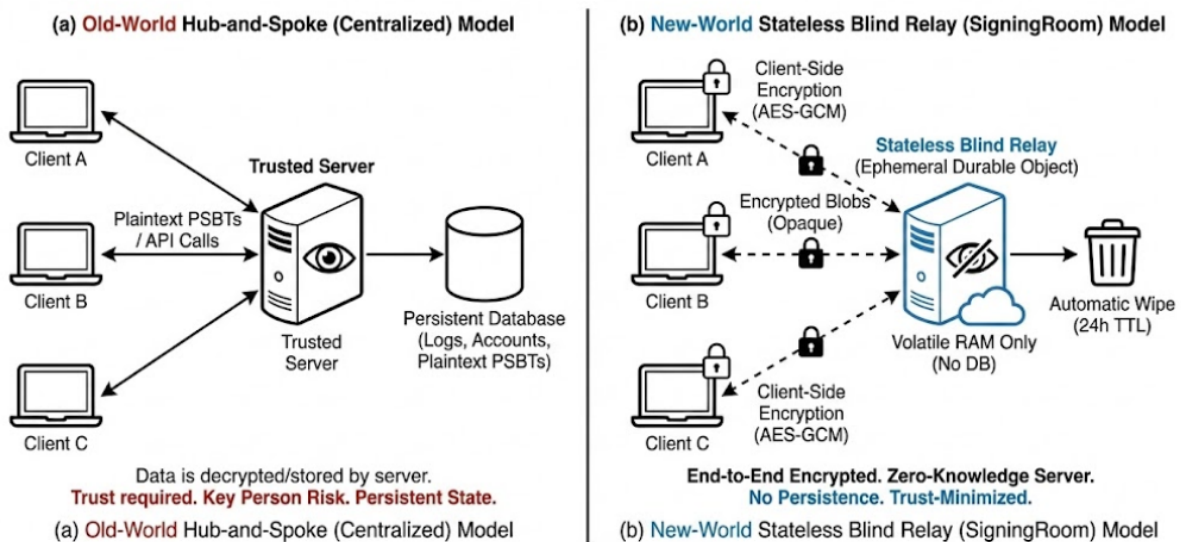 (a) Old-World Hub-and-Spoke (Centralized) Model
Client A
Trusted Server
Plaintext PSBTs
/ API Calls
Client B
Trusted
Server
Persistent Database
(Logs, Accounts,
Plaintext PSBTs)
Client C
Data is decrypted/stored by server.
Trust required. Key Person Risk. Persistent State.
(a) Old-World Hub-and-Spoke (Centralized) Model
(b) New-World Stateless Blind Relay (SigningRoom) Model
Client-Side
Encryption
(AES-GCM)
Client A
Stateless Blind Relay
(Ephemeral Durable Object)
Encrypted Blobs
(Opaque)
Client B
Automatic Wipe
(24h TTL)
Volatile RAM Only
(No DB)
Client-Side
Encryption
(AES-GCM)
Client C
End-to-End Encrypted. Zero-Knowledge Server.
No Persistence. Trust-Minimized.
(b) New-World Stateless Blind Relay (SigningRoom) Model